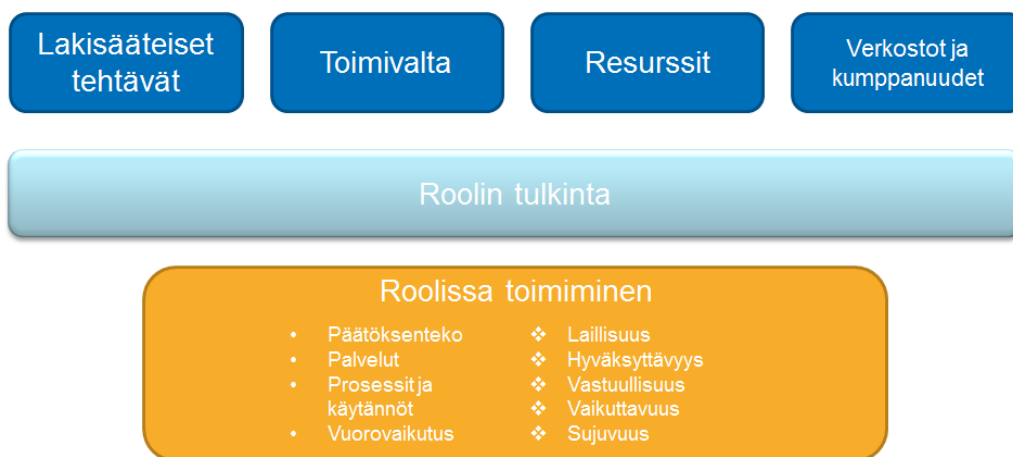 Lakisääteiset
tehtävät
Toimivalta
Resurssit
Verkostot ja
kumppanuudet
Roolin tulkinta
Roolissa toimiminen
• Päätöksenteko
• Palvelut
• Prosessit ja
käytännöt
• Vuorovaikutus
❖ Laillisuus
❖ Hyväksyttävyys
❖ Vastuullisuus
❖ Vaikuttavuus
❖ Sujuvuus